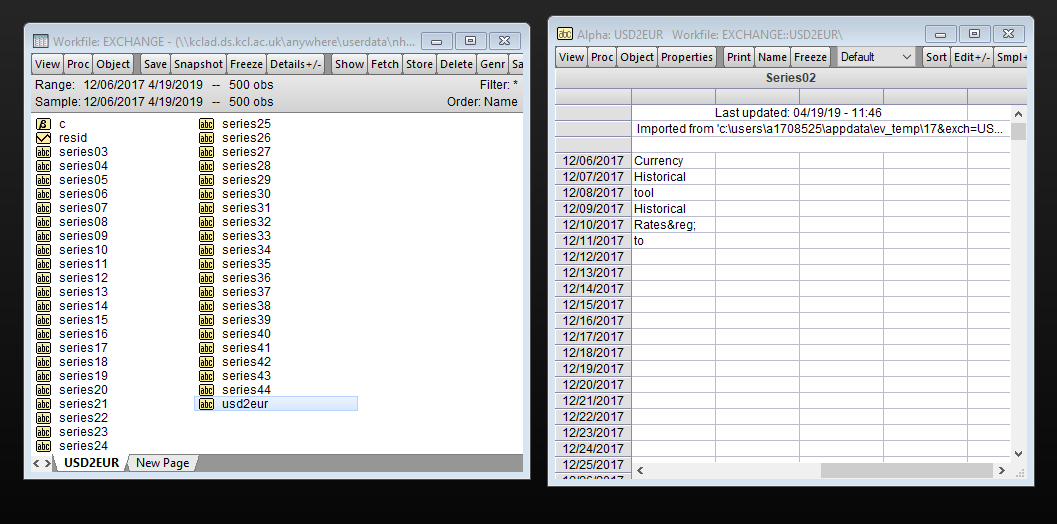 Workfile: EXCHANGE - (\\kclad.ds.kcl.ac.uk\anywhere\userdata\nh...
View Proc Object Save Snapshot Freeze Details+/- Show Fetch Store Delete Genr Sa
Range: 12/06/2017 4/19/2019 -- 500 obs Filter: *
Sample: 12/06/2017 4/19/2019 -- 500 obs Order: Name
c
resid
series03
series04
series05
series06
series07
series08
series09
series10
series11
series12
series13
series14
series15
series16
series17
series18
series19
series20
series21
series22
series23
series24
series25
series26
series27
series28
series29
series30
series31
series32
series33
series34
series35
series36
series37
series38
series39
series40
series41
series42
series43
series44
usd2eur
USD2EUR New Page
Alpha: USD2EUR Workfile: EXCHANGE::USD2EUR\
View Proc Object Properties Print Name Freeze Default Sort Edit+/- Smpl+
Series02
Last updated: 04/19/19 - 11:46
Imported from 'c:\users\a1708525\appdata\ev_temp\17&exch=US...
12/06/2017 Currency
12/07/2017 Historical
12/08/2017 tool
12/09/2017 Historical
12/10/2017 Rates&reg;
12/11/2017 to
12/12/2017
12/13/2017
12/14/2017
12/15/2017
12/16/2017
12/17/2017
12/18/2017
12/19/2017
12/20/2017
12/21/2017
12/22/2017
12/23/2017
12/24/2017
12/25/2017
12/26/2017